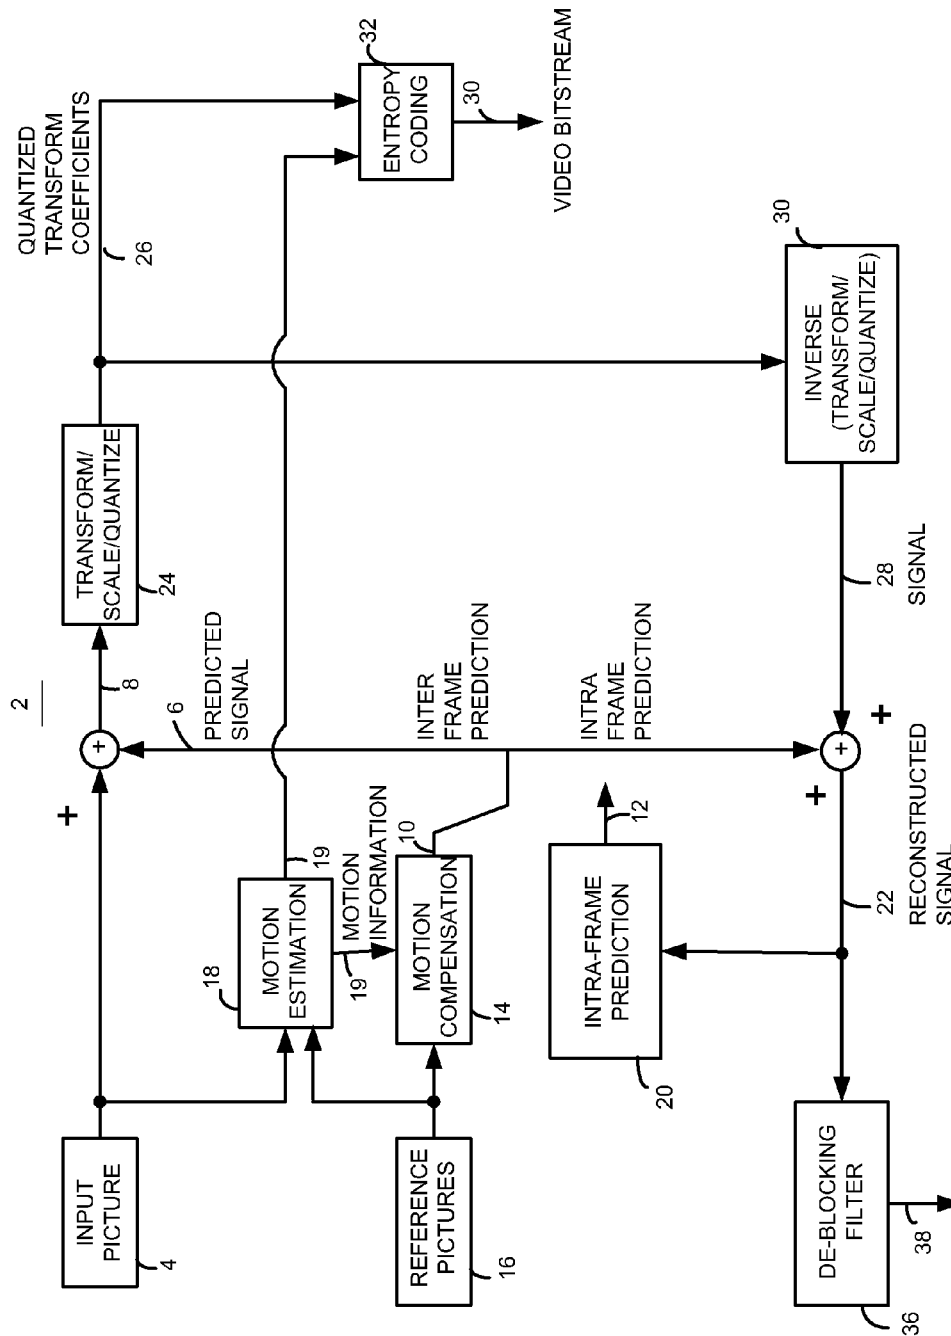 2
QUANTIZED
TRANSFORM
COEFFICIENTS
26
TRANSFORM/
SCALE/QUANTIZE
24
8
+
+
INPUT
PICTURE
4
6
PREDICTED
SIGNAL
32
ENTROPY
CODING
30
VIDEO BITSTREAM
19
MOTION
ESTIMATION
18
MOTION
INFORMATION
19
10
MOTION
COMPENSATION
14
REFERENCE
PICTURES
16
INTER
FRAME
PREDICTION
INTRA
FRAME
PREDICTION
12
INTRA-FRAME
PREDICTION
20
30
INVERSE
(TRANSFORM/
SCALE/QUANTIZE)
28
SIGNAL
+
+
+
22
RECONSTRUCTED
SIGNAL
DE-BLOCKING
FILTER
36
38